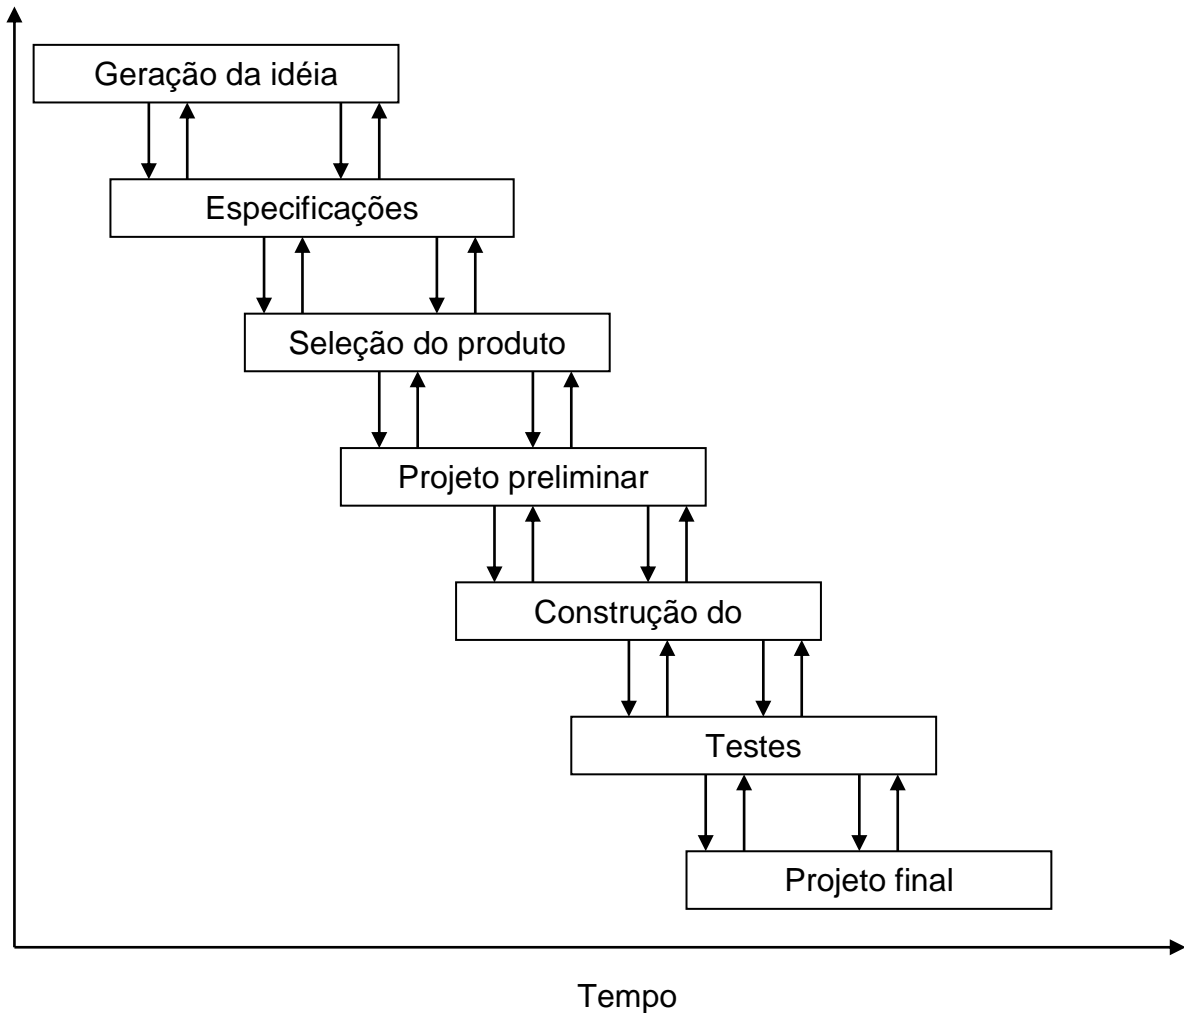 Geração da idéia
Especificações
Seleção do produto
Projeto preliminar
Construção do
Testes
Projeto final
Tempo